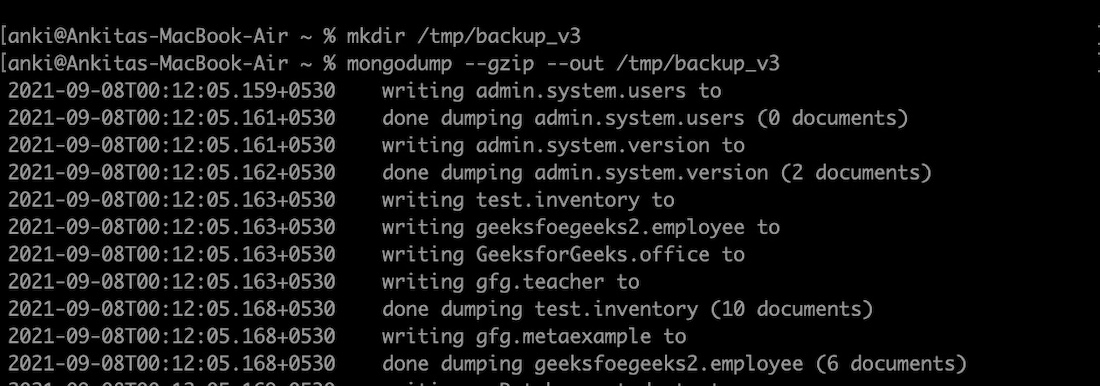 [anki@Ankitas-MacBook-Air ~ % mkdir /tmp/backup_v3
[anki@Ankitas-MacBook-Air ~ % mongodump --gzip --out /tmp/backup_v3
2021-09-08T00:12:05.159+0530 writing admin.system.users to
2021-09-08T00:12:05.161+0530 done dumping admin.system.users (0 documents)
2021-09-08T00:12:05.161+0530 writing admin.system.version to
2021-09-08T00:12:05.162+0530 done dumping admin.system.version (2 documents)
2021-09-08T00:12:05.163+0530 writing test.inventory to
2021-09-08T00:12:05.163+0530 writing geeksfoegeeks2.employee to
2021-09-08T00:12:05.163+0530 writing GeeksforGeeks.office to
2021-09-08T00:12:05.163+0530 writing gfg.teacher to
2021-09-08T00:12:05.168+0530 done dumping test.inventory (10 documents)
2021-09-08T00:12:05.168+0530 writing gfg.metaexample to
2021-09-08T00:12:05.168+0530 done dumping geeksfoegeeks2.employee (6 documents)